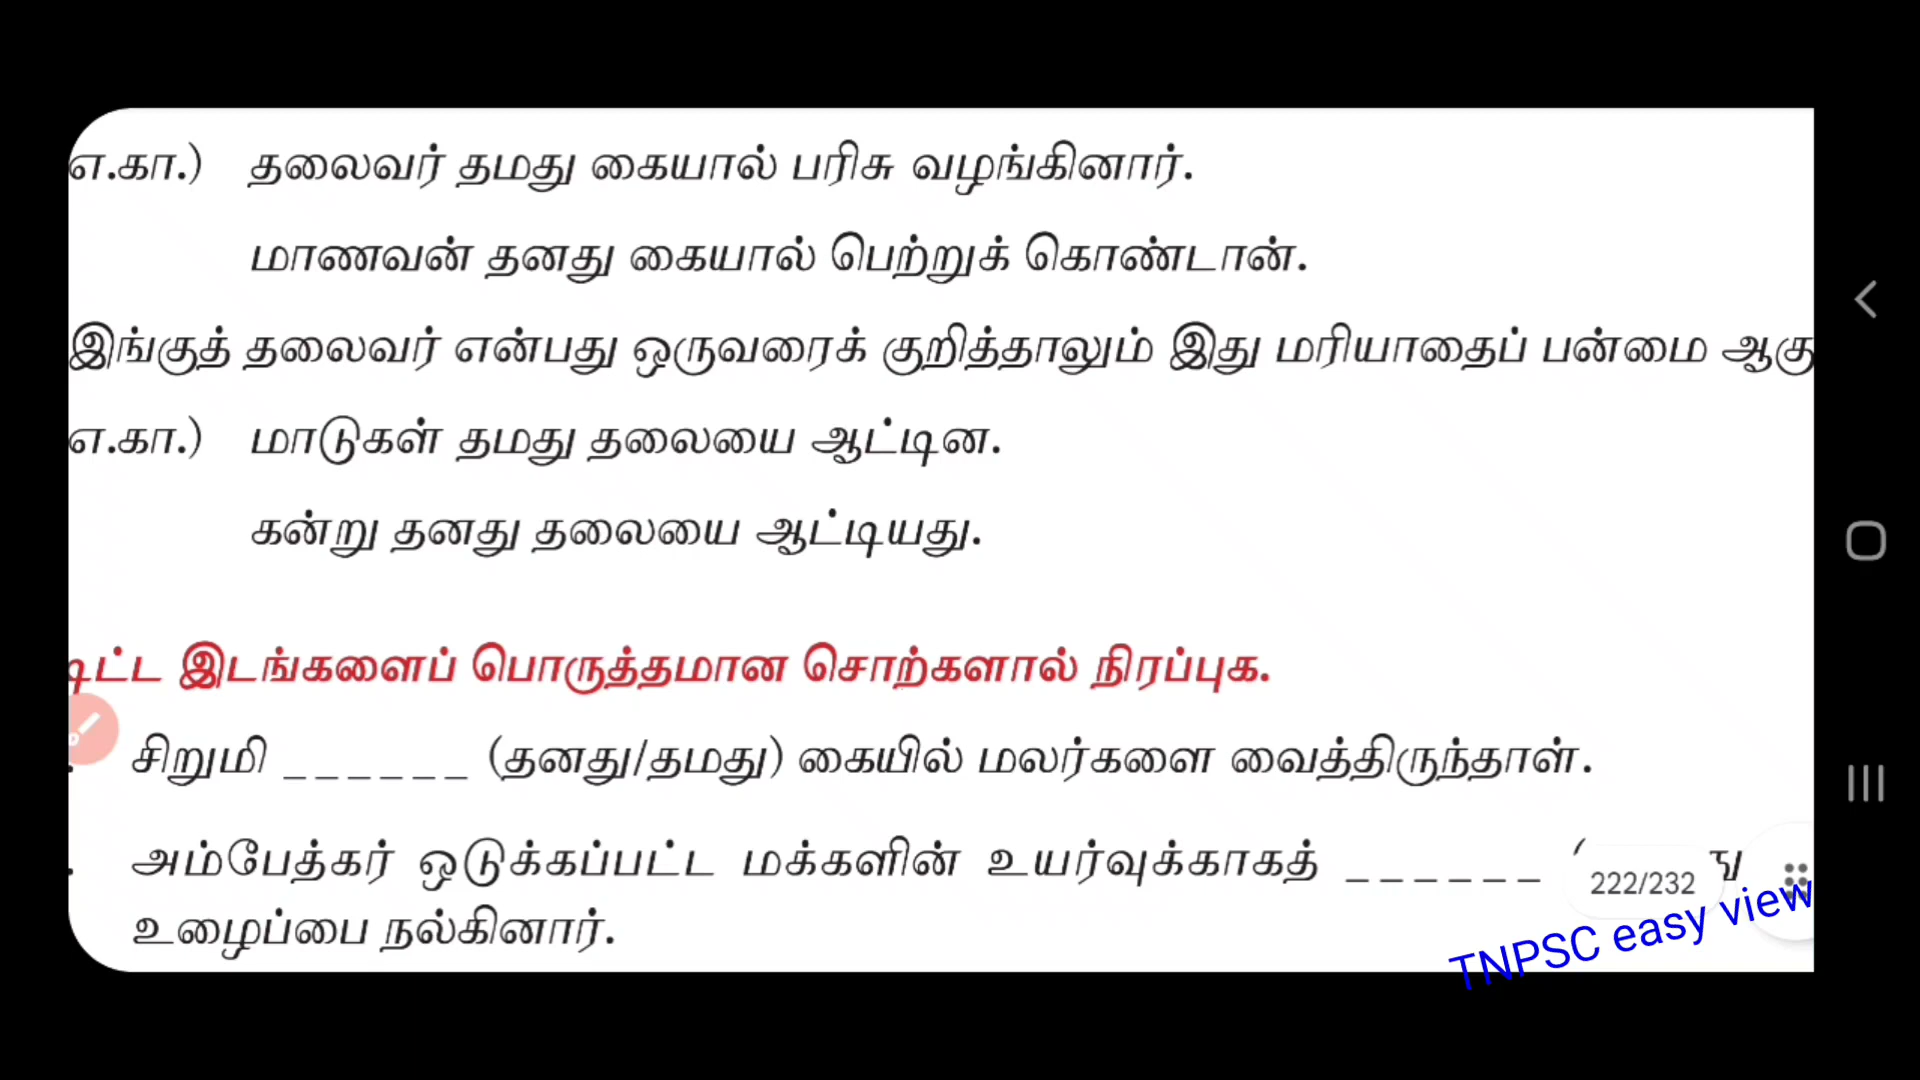 எ.கா.) தலைவர் தமது கையால் பரிசு வழங்கினார்.
மாணவன் தனது கையால் பெற்றுக் கொண்டான்.
இங்குத் தலைவர் என்பது ஒருவரைக் குறித்தாலும் இது மரியாதைப் பன்மை ஆகு
எ.கா.) மாடுகள் தமது தலையை ஆட்டின.
கன்று தனது தலையை ஆட்டியது.
டிட்ட இடங்களைப் பொருத்தமான சொற்களால் நிரப்புக.
சிறுமி ______ (தனது/தமது) கையில் மலர்களை வைத்திருந்தாள்.
அம்பேத்கர் ஒடுக்கப்பட்ட மக்களின் உயர்வுக்காகத் ______ (
222/232
உழைப்பை நல்கினார்.
TNPSC easy view